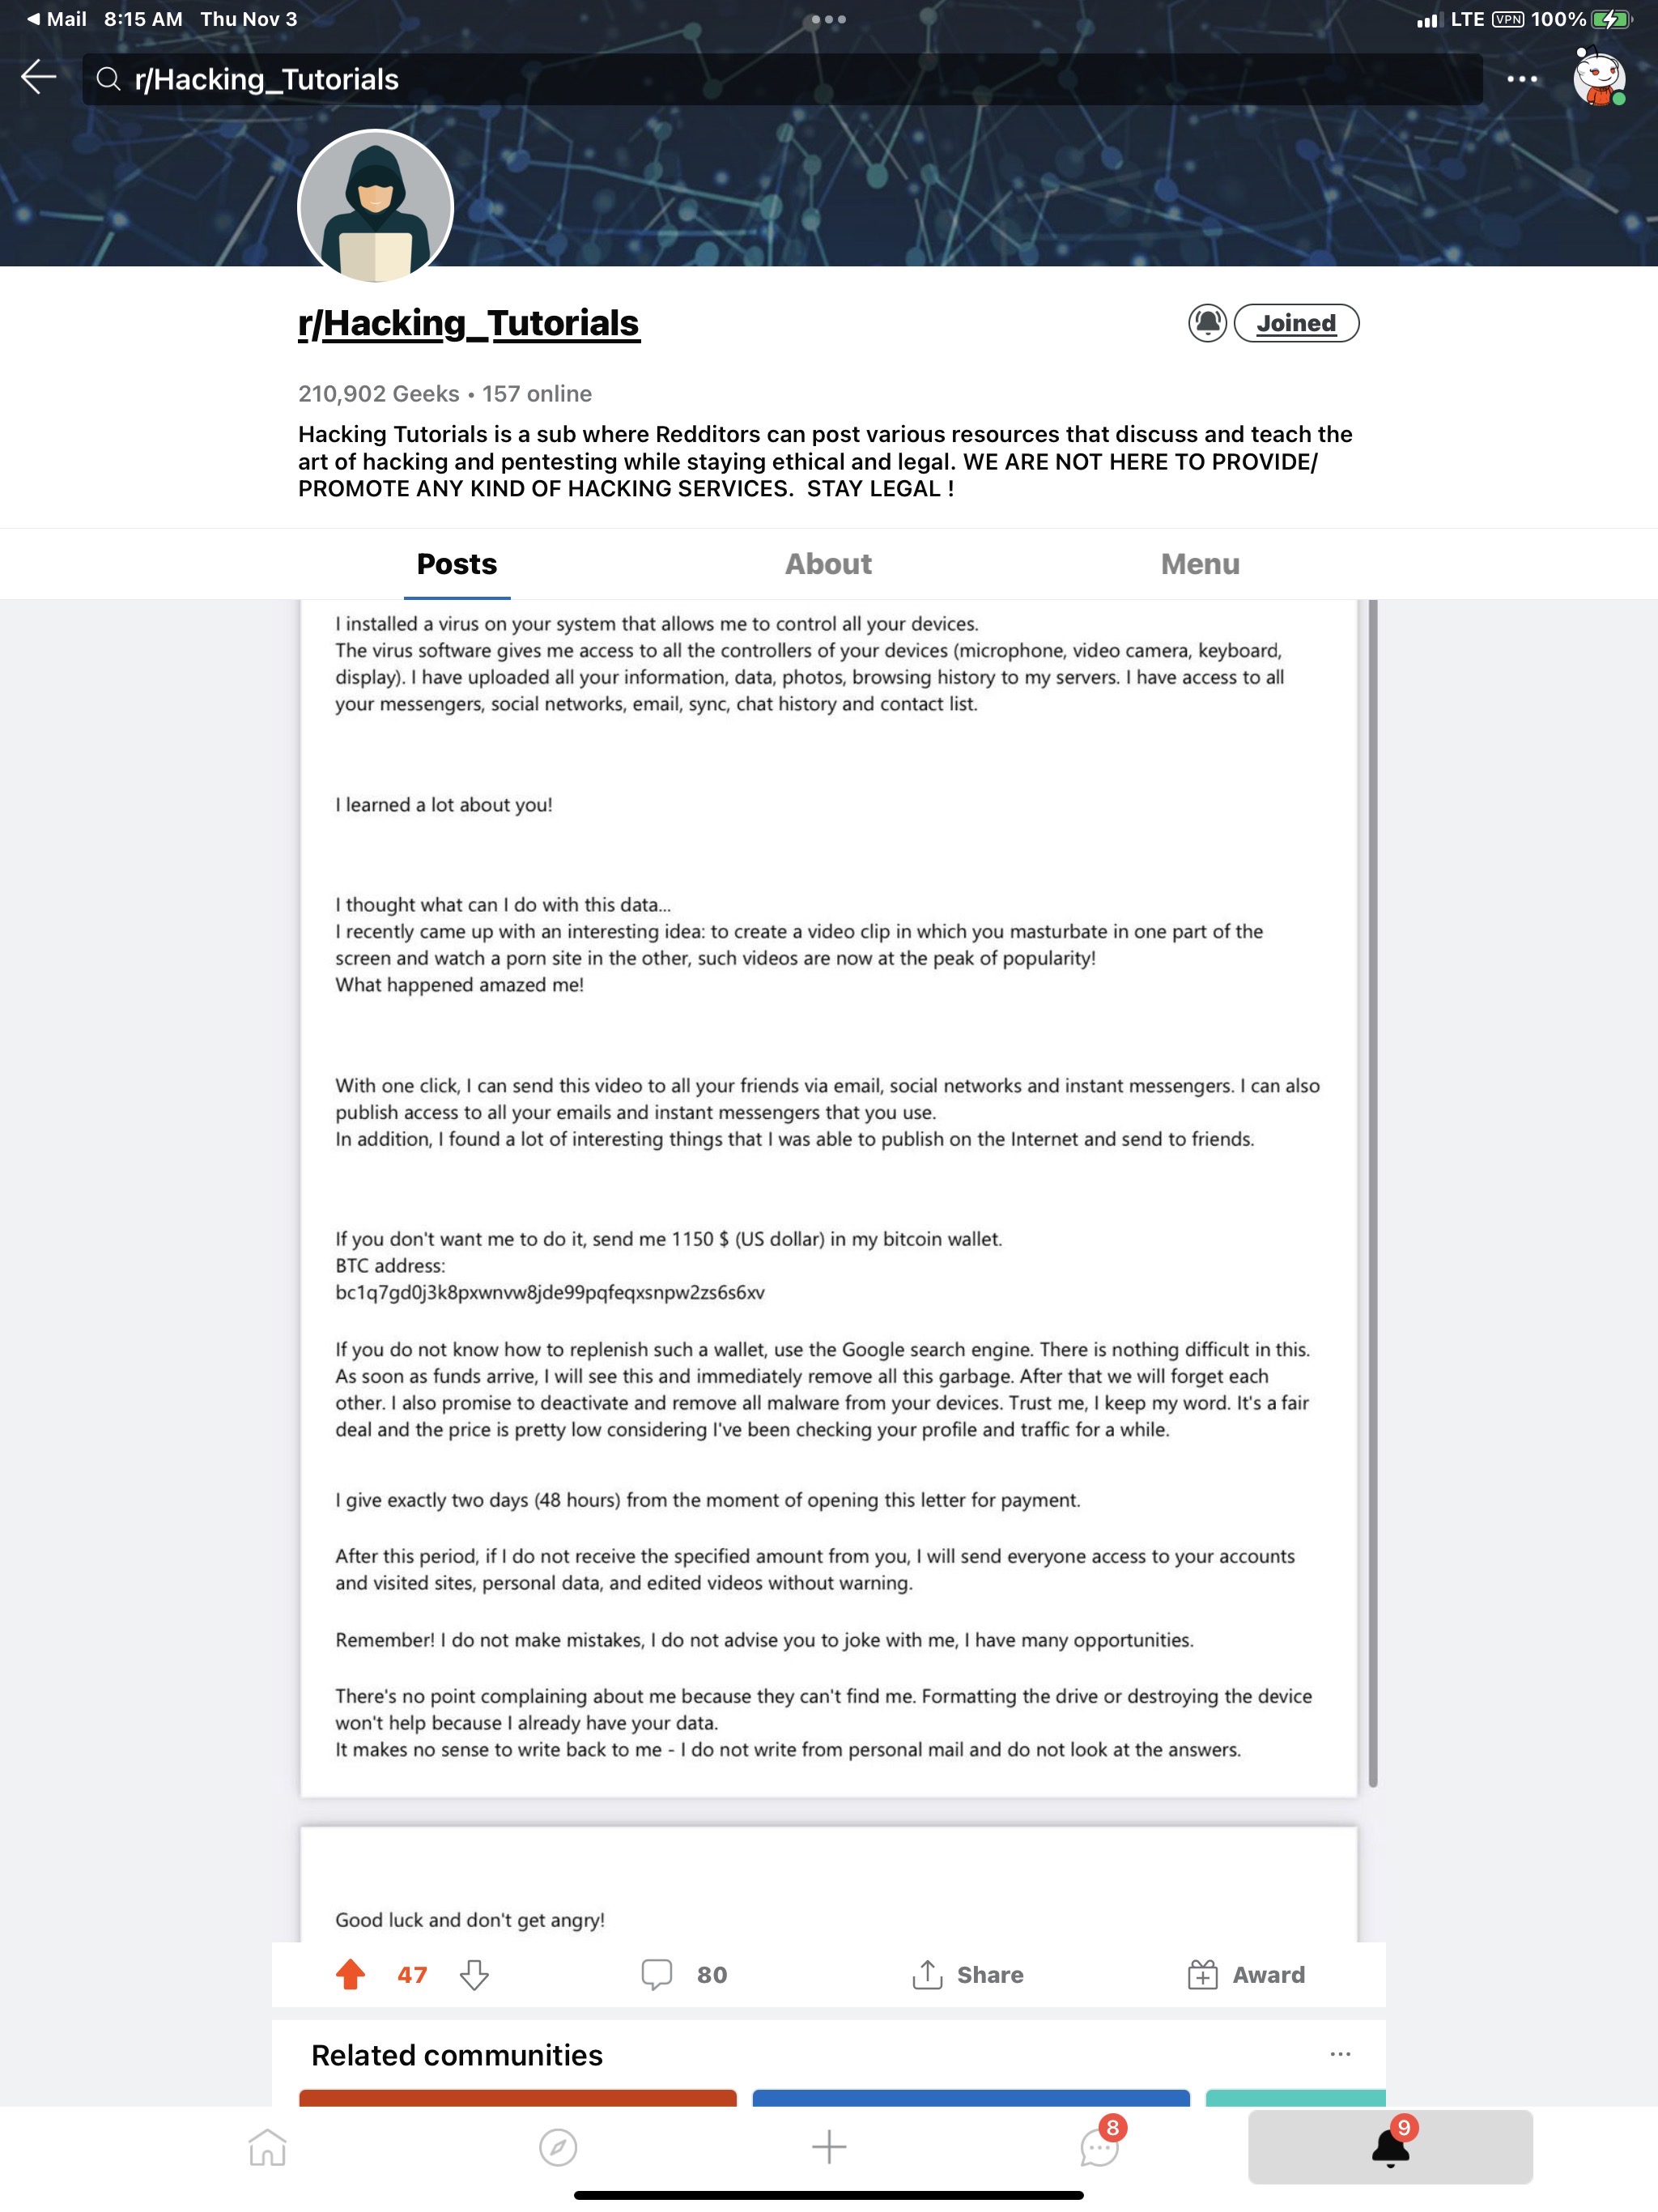 Mail 8:15 AM Thu Nov 3
LTE VPN 100%
r/Hacking_Tutorials
r/Hacking_Tutorials
Joined
210,902 Geeks • 157 online
Hacking Tutorials is a sub where Redditors can post various resources that discuss and teach the
art of hacking and pentesting while staying ethical and legal. WE ARE NOT HERE TO PROVIDE/
PROMOTE ANY KIND OF HACKING SERVICES.  STAY LEGAL !
Posts
About
Menu
I installed a virus on your system that allows me to control all your devices.
The virus software gives me access to all the controllers of your devices (microphone, video camera, keyboard,
display). I have uploaded all your information, data, photos, browsing history to my servers. I have access to all
your messengers, social networks, email, sync, chat history and contact list.
I learned a lot about you!
I thought what can I do with this data...
I recently came up with an interesting idea: to create a video clip in which you masturbate in one part of the
screen and watch a porn site in the other, such videos are now at the peak of popularity!
What happened amazed me!
With one click, I can send this video to all your friends via email, social networks and instant messengers. I can also
publish access to all your emails and instant messengers that you use.
In addition, I found a lot of interesting things that I was able to publish on the Internet and send to friends.
If you don't want me to do it, send me 1150 $ (US dollar) in my bitcoin wallet.
BTC address:
bc1q7gd0j3k8pxwnvw8jde99pqfeqxsnpw2zs6s6xv
If you do not know how to replenish such a wallet, use the Google search engine. There is nothing difficult in this.
As soon as funds arrive, I will see this and immediately remove all this garbage. After that we will forget each
other. I also promise to deactivate and remove all malware from your devices. Trust me, I keep my word. It's a fair
deal and the price is pretty low considering I've been checking your profile and traffic for a while.
I give exactly two days (48 hours) from the moment of opening this letter for payment.
After this period, if I do not receive the specified amount from you, I will send everyone access to your accounts
and visited sites, personal data, and edited videos without warning.
Remember! I do not make mistakes, I do not advise you to joke with me, I have many opportunities.
There's no point complaining about me because they can't find me. Formatting the drive or destroying the device
won't help because I already have your data.
It makes no sense to write back to me - I do not write from personal mail and do not look at the answers.
Good luck and don't get angry!
47
80
Share
Award
Related communities
8
9